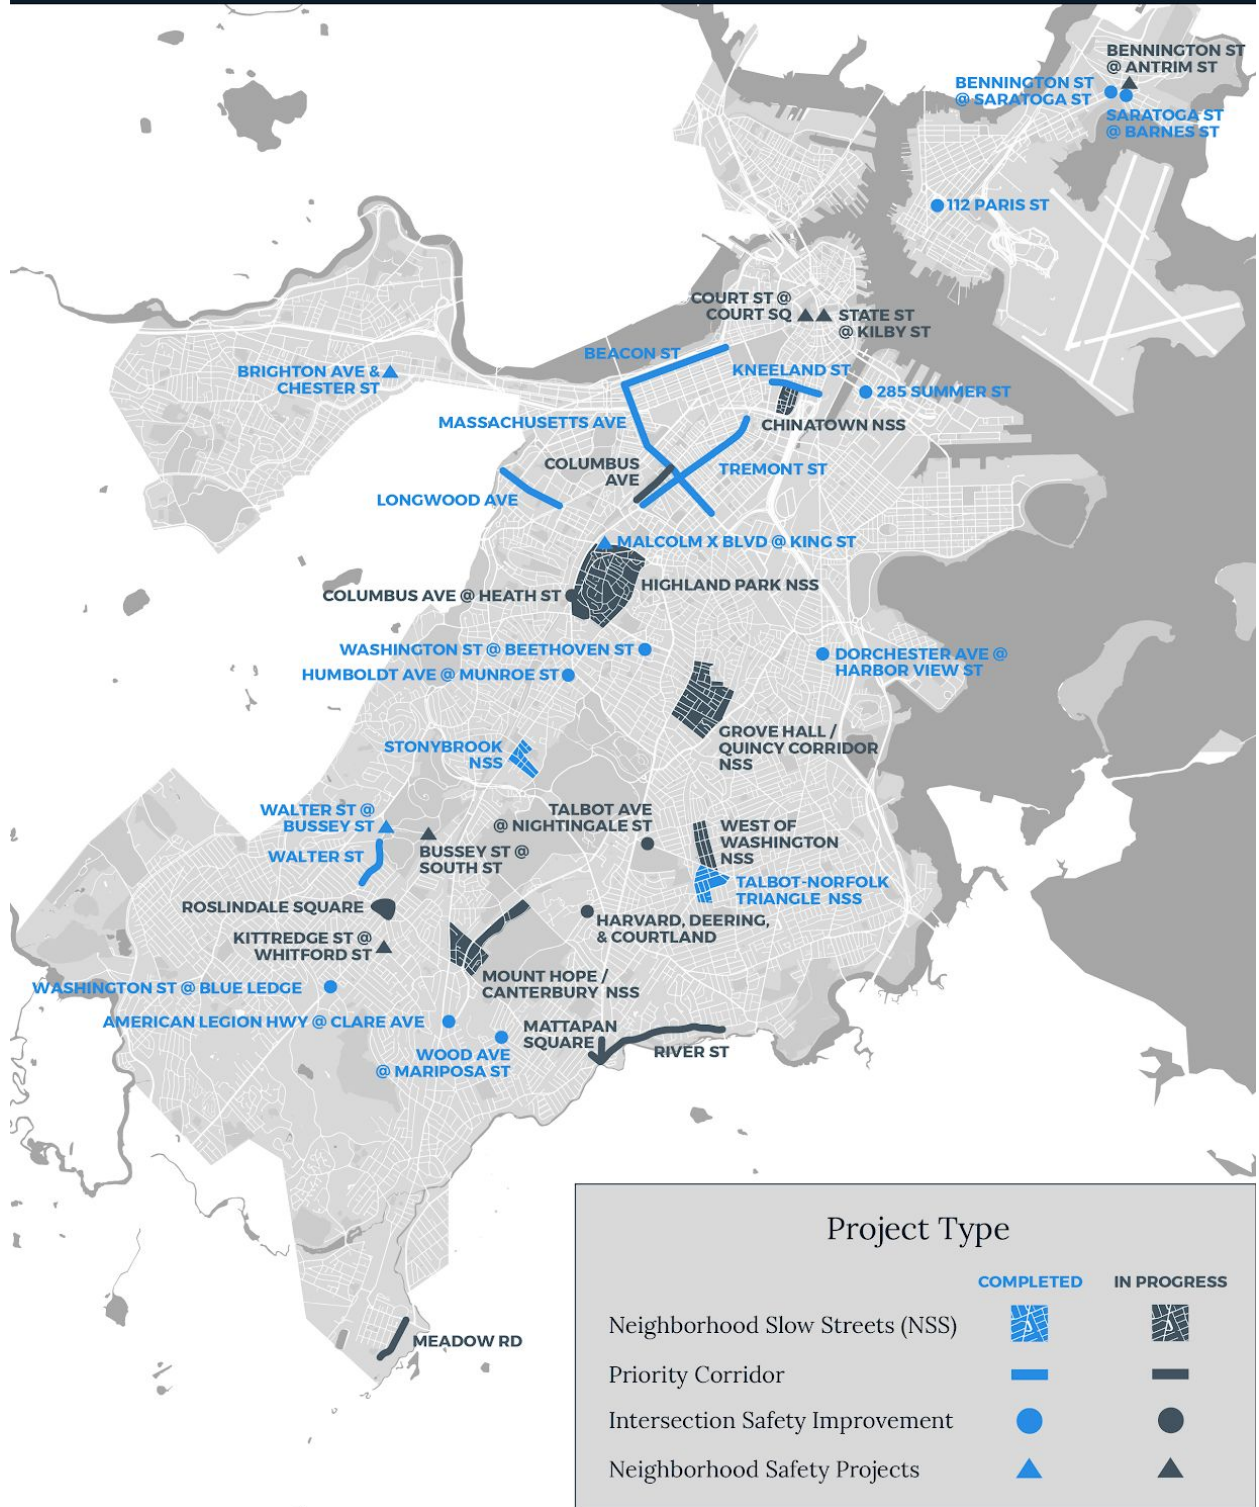 BENNINGTON ST
@ ANTRIM ST
BENNINGTON ST
@ SARATOGA ST
SARATOGA ST
@ BARNES ST
112 PARIS ST
COURT ST @
COURT SQ
STATE ST
@ KILBY ST
BEACON ST
BRIGHTON AVE &
CHESTER ST
KNEELAND ST
285 SUMMER ST
MASSACHUSETTS AVE
CHINATOWN NSS
COLUMBUS
AVE
TREMONT ST
LONGWOOD AVE
MALCOLM X BLVD @ KING ST
HIGHLAND PARK NSS
COLUMBUS AVE @ HEATH ST
WASHINGTON ST @ BEETHOVEN ST
DORCHESTER AVE @
HARBOR VIEW ST
HUMBOLDT AVE @ MUNROE ST
GROVE HALL /
QUINCY CORRIDOR
NSS
STONYBROOK
NSS
WALTER ST @
BUSSEY ST
TALBOT AVE
@ NIGHTINGALE ST
WEST OF
WASHINGTON
NSS
BUSSEY ST @
SOUTH ST
WALTER ST
TALBOT-NORFOLK
TRIANGLE NSS
ROSLINDALE SQUARE
HARVARD, DEERING,
& COURTLAND
KITTREDGE ST @
WHITFORD ST
MOUNT HOPE /
CANTERBURY NSS
WASHINGTON ST @ BLUE LEDGE
AMERICAN LEGION HWY @ CLARE AVE
MATTAPAN
SQUARE
RIVER ST
WOOD AVE
@ MARIPOSA ST
MEADOW RD
Project Type
COMPLETED IN PROGRESS
Neighborhood Slow Streets (NSS)
Priority Corridor
Intersection Safety Improvement
Neighborhood Safety Projects